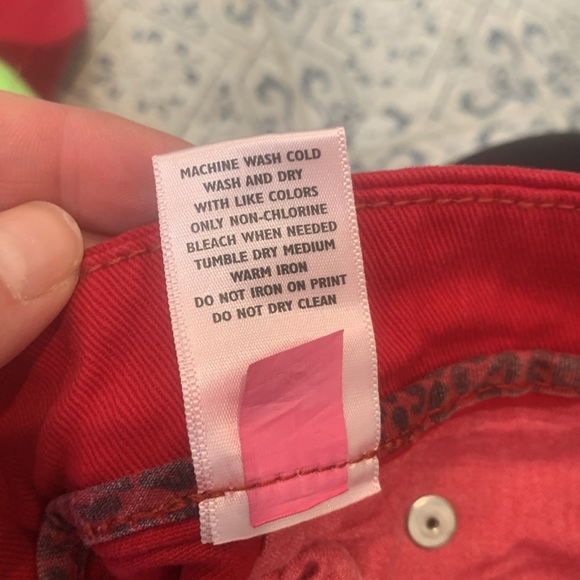 MACHINE WASH COLD
WASH AND DRY
WITH LIKE COLORS
ONLY NON-CHLORINE
BLEACH WHEN NEEDED
TUMBLE DRY MEDIUM
WARM IRON
DO NOT IRON ON PRINT
DO NOT DRY CLEAN